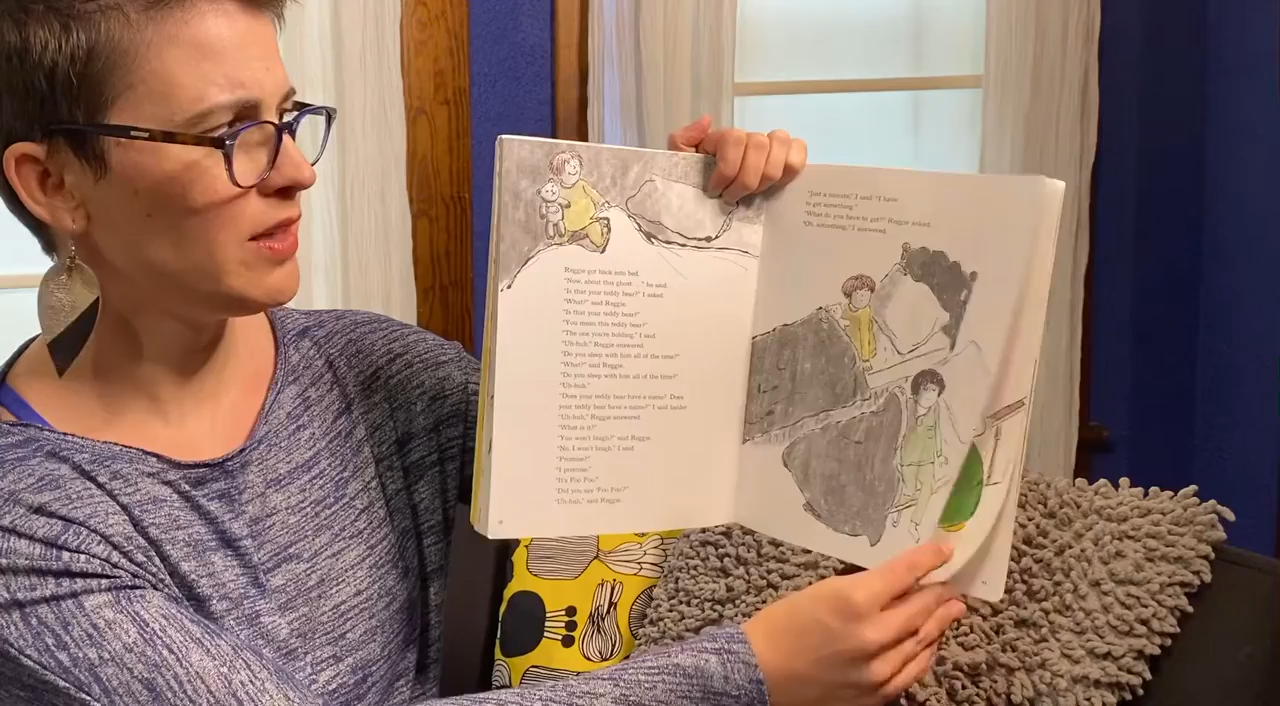 Reggie got back into bed.
"Now, about this ghost . . ." he said.
"Is that your teddy bear?" I asked.
"What?" said Reggie.
"Is that your teddy bear?"
"You mean this teddy bear?"
"The one you're holding," I said.
"Uh-huh," Reggie answered.
"Do you sleep with him all of the time?"
"What?" said Reggie.
"Do you sleep with him all of the time?"
"Uh-huh."
"Does your teddy bear have a name? Does
your teddy bear have a name?" I said louder.
"Uh-huh," Reggie answered.
"What is it?"
"You won't laugh?" said Reggie.
"No, I won't laugh," I said.
"Promise?"
"I promise."
"It's Foo Foo."
"Did you say 'Foo Foo'?"
"Uh-huh," said Reggie.
"Just a minute," I said. "I have
to get something."
"What do you have to get?" Reggie asked.
"Oh, something," I answered.